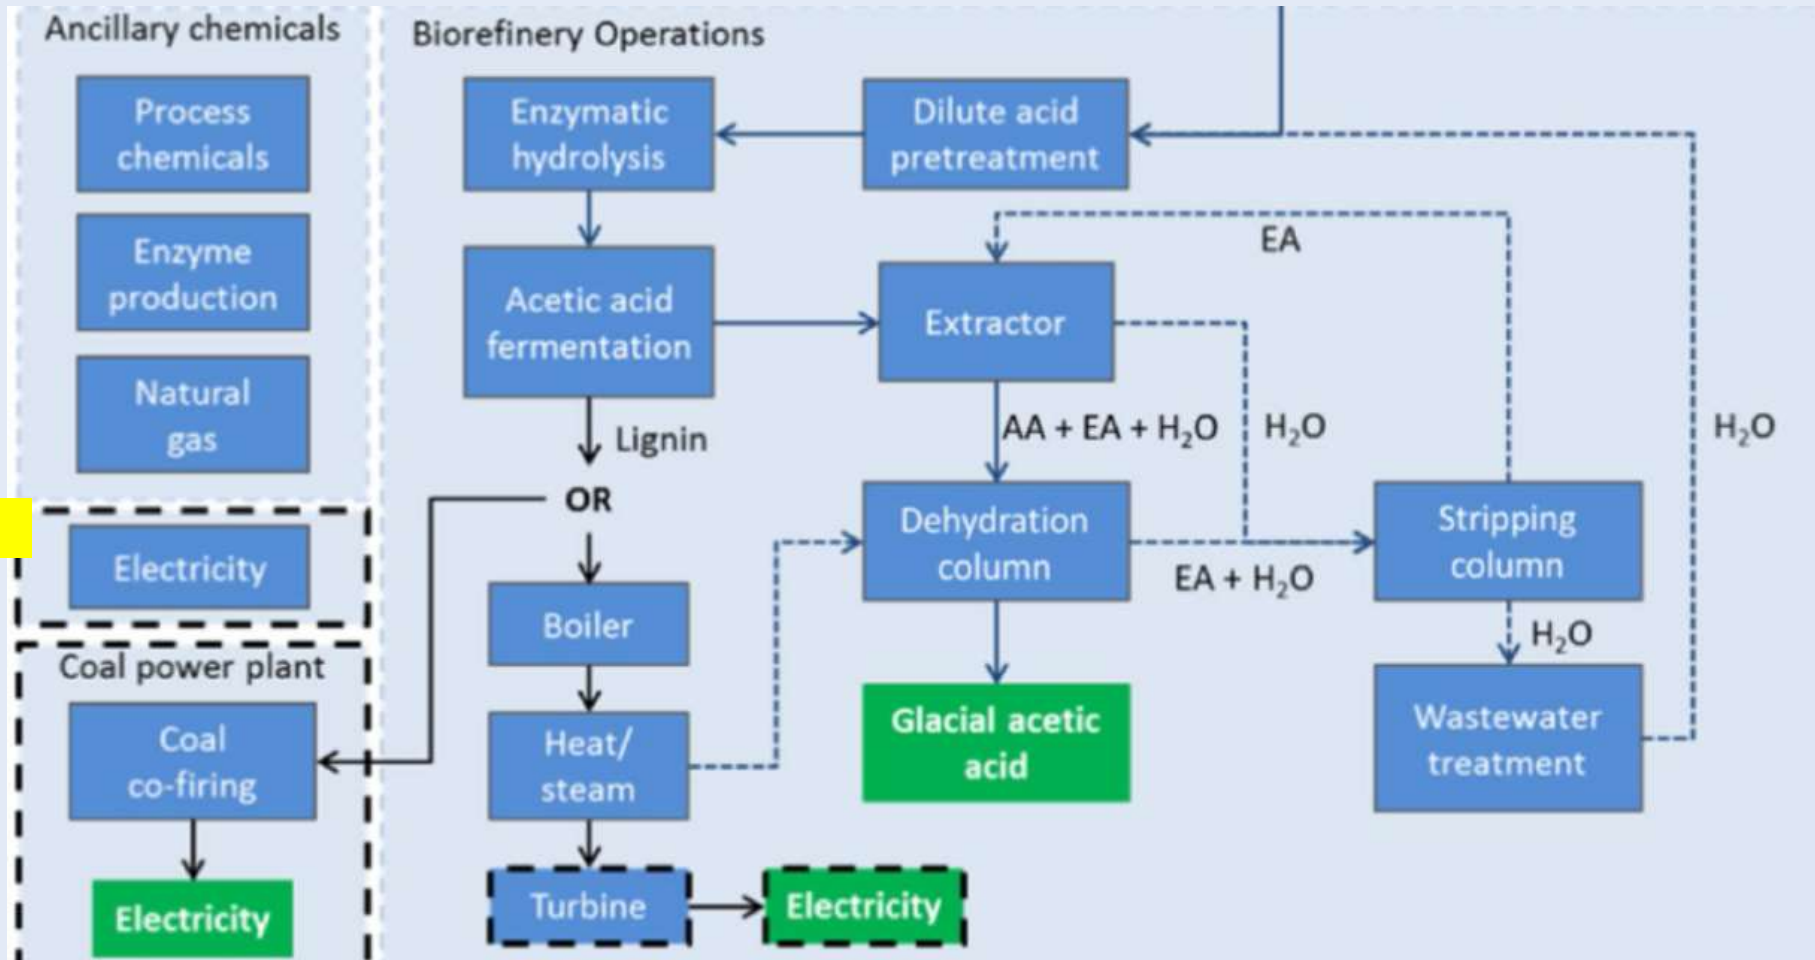 Ancillary chemicals
Process
chemicals
Enzyme
production
Natural
gas
Electricity
Coal power plant
Coal
co-firing
Electricity
Biorefinery Operations
Enzymatic
hydrolysis
Dilute acid
pretreatment
Acetic acid
fermentation
Extractor
EA
Lignin
OR
AA + EA + H₂O
H₂O
H₂O
Dehydration
column
EA + H₂O
Stripping
column
H₂O
Boiler
Heat/
steam
Glacial acetic
acid
Wastewater
treatment
Turbine
Electricity